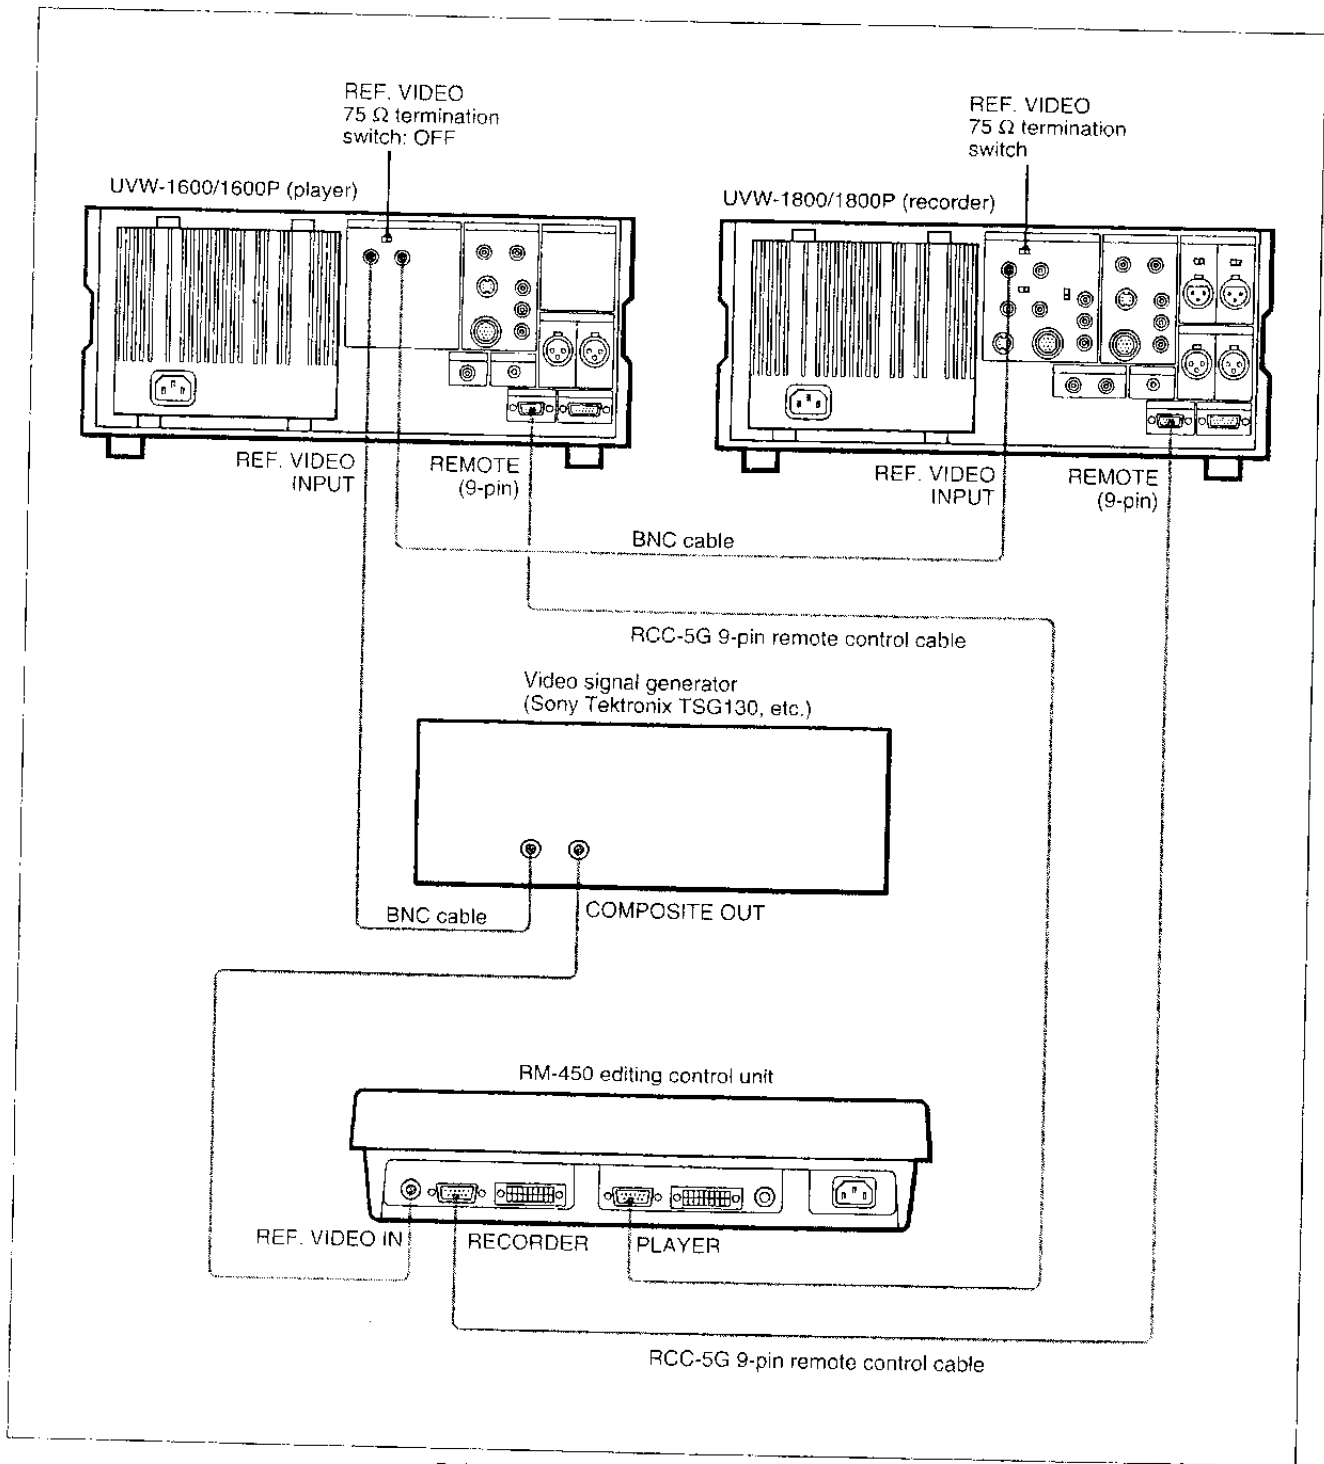 REF. VIDEO
75 Ω termination
switch: OFF
REF. VIDEO
75 Ω termination
switch
UVW-1600/1600P (player)
UVW-1800/1800P (recorder)
REF. VIDEO
INPUT
REMOTE
(9-pin)
REF. VIDEO
INPUT
REMOTE
(9-pin)
BNC cable
RCC-5G 9-pin remote control cable
Video signal generator
(Sony Tektronix TSG130, etc.)
BNC cable
COMPOSITE OUT
RM-450 editing control unit
REF. VIDEO IN
RECORDER
PLAYER
RCC-5G 9-pin remote control cable